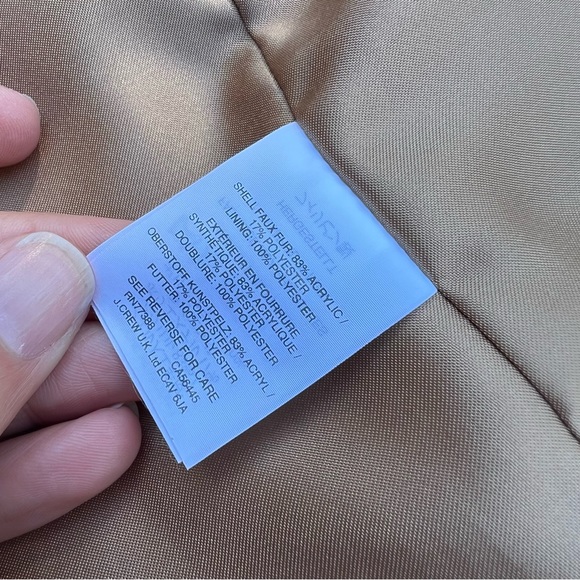 SHELL FAUX FUR: 83% ACRYLIC /
17% POLYESTER
LINING: 100% POLYESTER
EXTÉRIEUR EN FOURRURE
SYNTHÉTIQUE: 83% ACRYLIQUE /
17% POLYESTER
DOUBLURE: 100% POLYESTER
OBERSTOFF KUNSTPELZ: 83% ACRYL /
17% POLYESTER
FUTTER: 100% POLYESTER
SEE REVERSE FOR CARE
RN77388 CA56445
J.CREW UK, Ltd EC4V 6JA